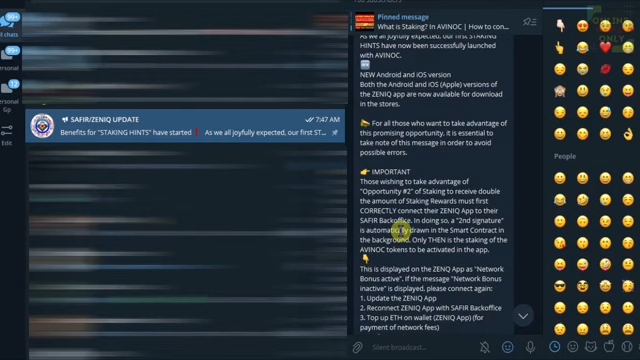 99+
ll chats
99+
ersonal
12
ersonal
Gp
Edit
SAFIR/ZENIQ UPDATE
7:47 AM
Benefits for "STAKING HINTS" have started❗ As we all joyfully expected, our first ST...
Pinned message
What is Staking? In AVINOC | How to con...
As we all joyfully expected, our first STAKING
HINTS have now been successfully launched
with AVINOC.
NEW Android and iOS version
Both the Android and iOS (Apple) versions of
the ZENIQ app are now available for download
in the stores.
For all those who want to take advantage of
this promising opportunity, it is essential to
take note of this message in order to avoid
possible errors.
IMPORTANT
Those wishing to take advantage of
"Opportunity #2" of Staking to receive double
the amount of Staking Rewards must first
CORRECTLY connect their ZENIQ App to their
SAFIR Backoffice. In doing so, a "2nd signature"
is automatically drawn in the Smart Contract in
the background. Only THEN is the staking of the
AVINOC tokens to be activated in the app.
This is displayed on the ZENIQ App as "Network
Bonus active". If the message "Network Bonus
inactive" is displayed, please connect again:
1. Update the ZENIQ App
2. Reconnect ZENIQ App with SAFIR Backoffice
3. Top up ETH on wallet (ZENIQ App) (for
payment of network fees)
Silent broadcast...
ONLINE
ONLY
People